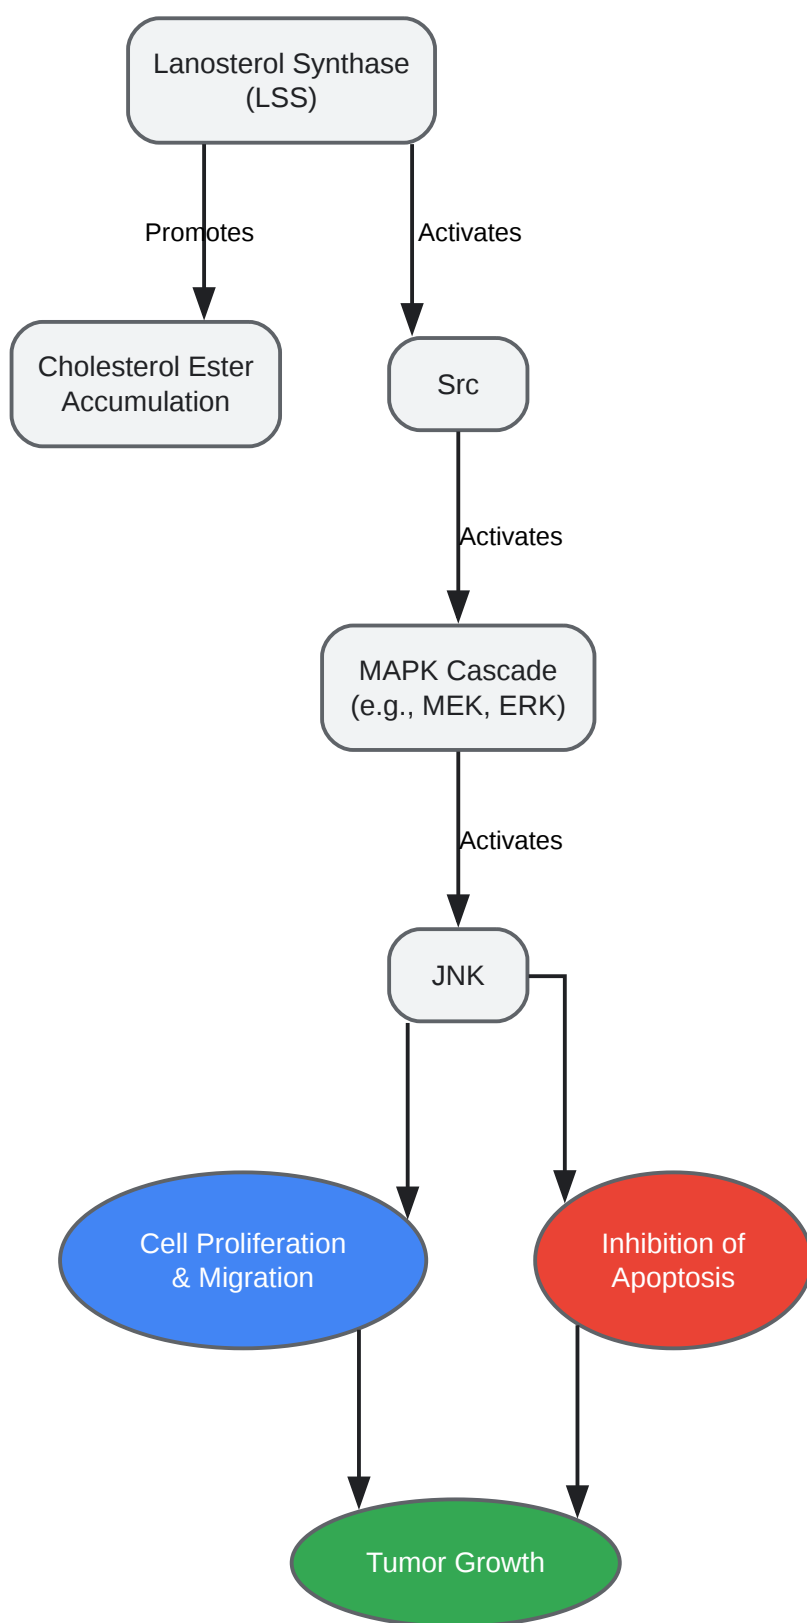 Lanosterol Synthase
(LSS)
Promotes
Activates
Cholesterol Ester
Accumulation
Src
Activates
MAPK Cascade
(e.g., MEK, ERK)
Activates
JNK
Cell Proliferation
& Migration
Inhibition of
Apoptosis
Tumor Growth